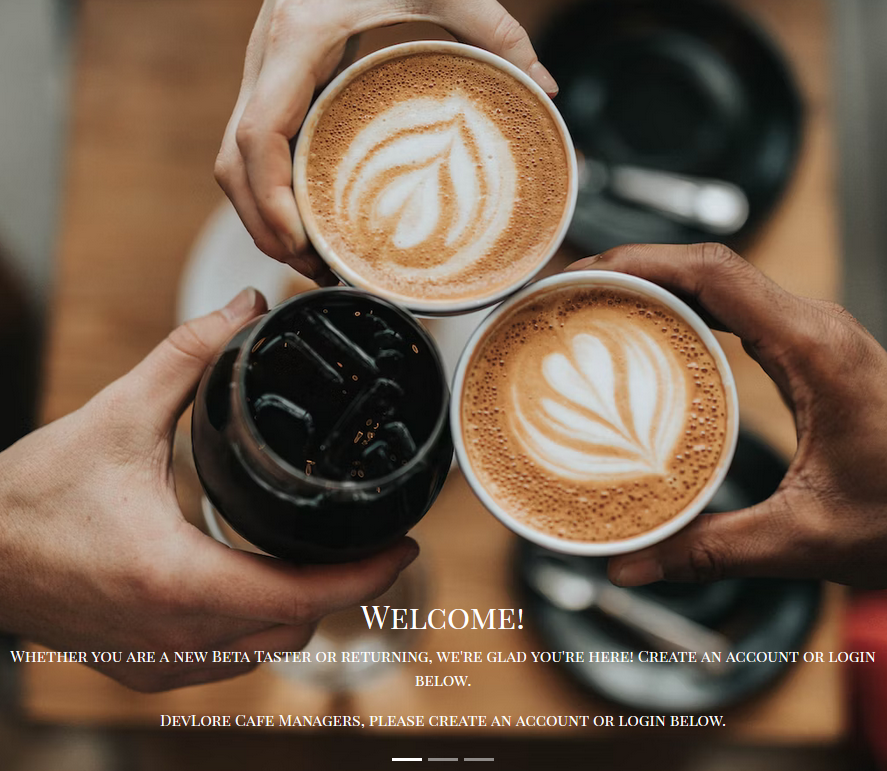 Welcome!
Whether you are a new Beta Taster or returning, we're glad you're here! Create an account or login
below.
DevLore Cafe Managers, please create an account or login below.